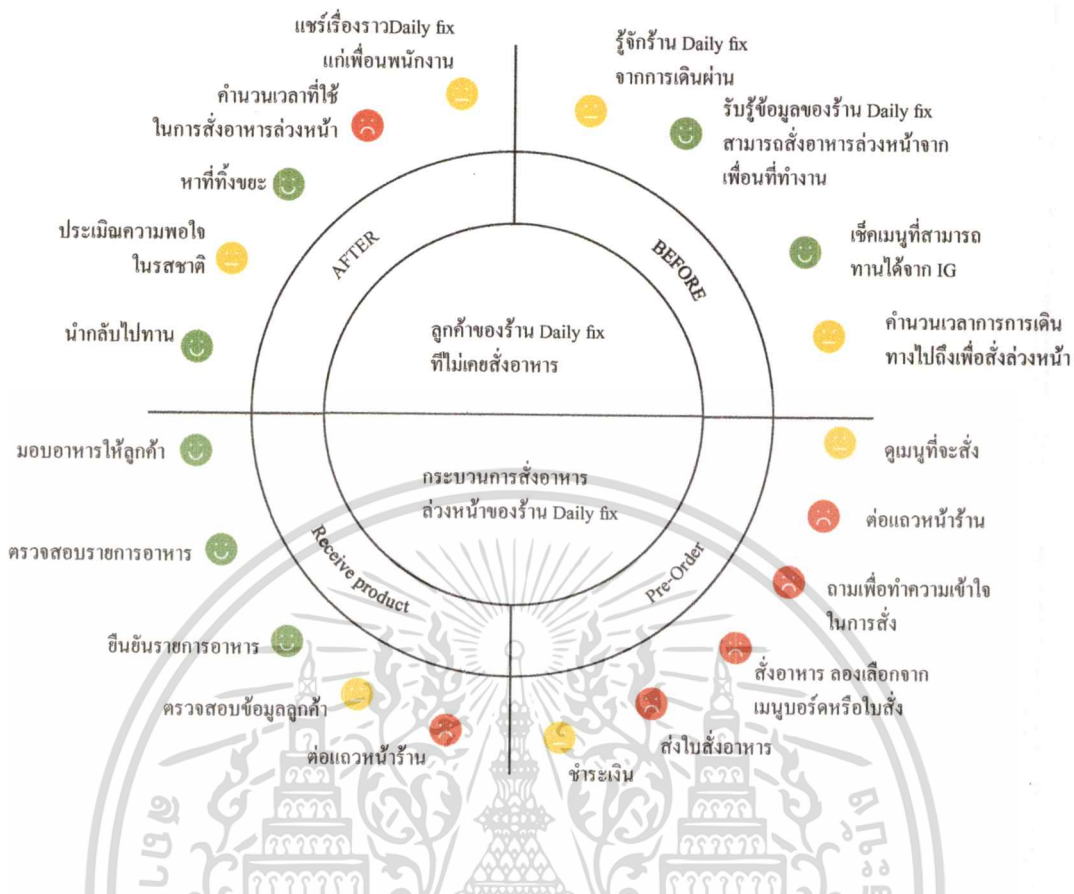 แชร์เรื่องราวDaily fix
แก่เพื่อนพนักงาน
รู้จักร้าน Daily fix
จากการเดินผ่าน
คำนวนเวลาที่ใช้
ในการสั่งอาหารล่วงหน้า
รับรู้ข้อมูลของร้าน Daily fix
สามารถสั่งอาหารล่วงหน้าจาก
เพื่อนที่ทำงาน
หาที่ทิ้งขยะ
ประเมิณความพอใจ
ในรสชาติ
AFTER
BEFORE
เช็คเมนูที่สามารถ
ทานได้จาก IG
นำกลับไปทาน
ลูกค้าของร้าน Daily fix
ทีไม่เคยสั่งอาหาร
คำนวนเวลาการการเดิน
ทางไปถึงเพื่อสั่งล่วงหน้า
มอบอาหารให้ลูกค้า
กระบวนการสั่งอาหาร
ล่วงหน้าของร้าน Daily fix
ดูเมนูที่จะสั่ง
ต่อแถวหน้าร้าน
ตรวจสอบรายการอาหาร
Receive product
Pre-Order
ถามเพื่อทำความเข้าใจ
ในการสั่ง
ยืนยันรายการอาหาร
สั่งอาหาร ลองเลือกจาก
เมนูบอร์ดหรือใบสั่ง
ตรวจสอบข้อมูลลูกค้า
ส่งใบสั่งอาหาร
ต่อแถวหน้าร้าน
ชำระเงิน